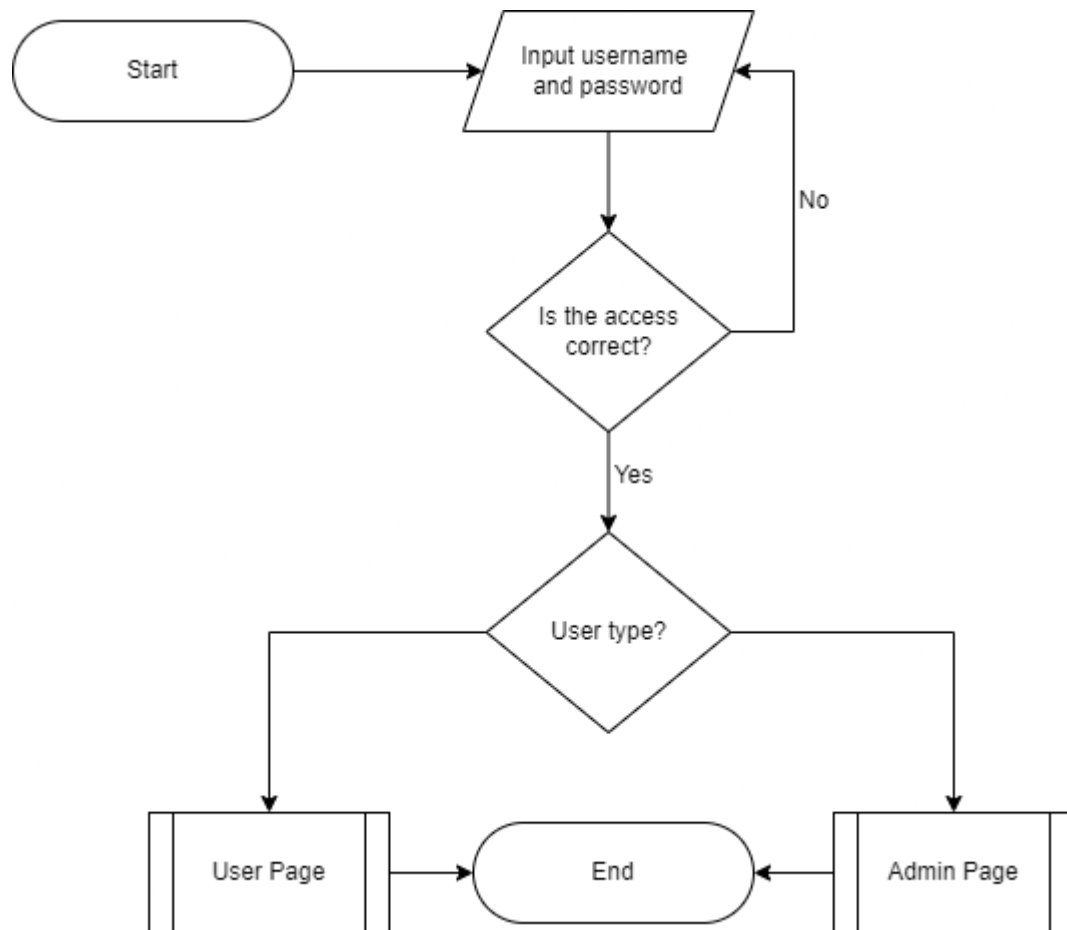 Start
Input username
and password
No
Is the access
correct?
Yes
User type?
User Page
End
Admin Page